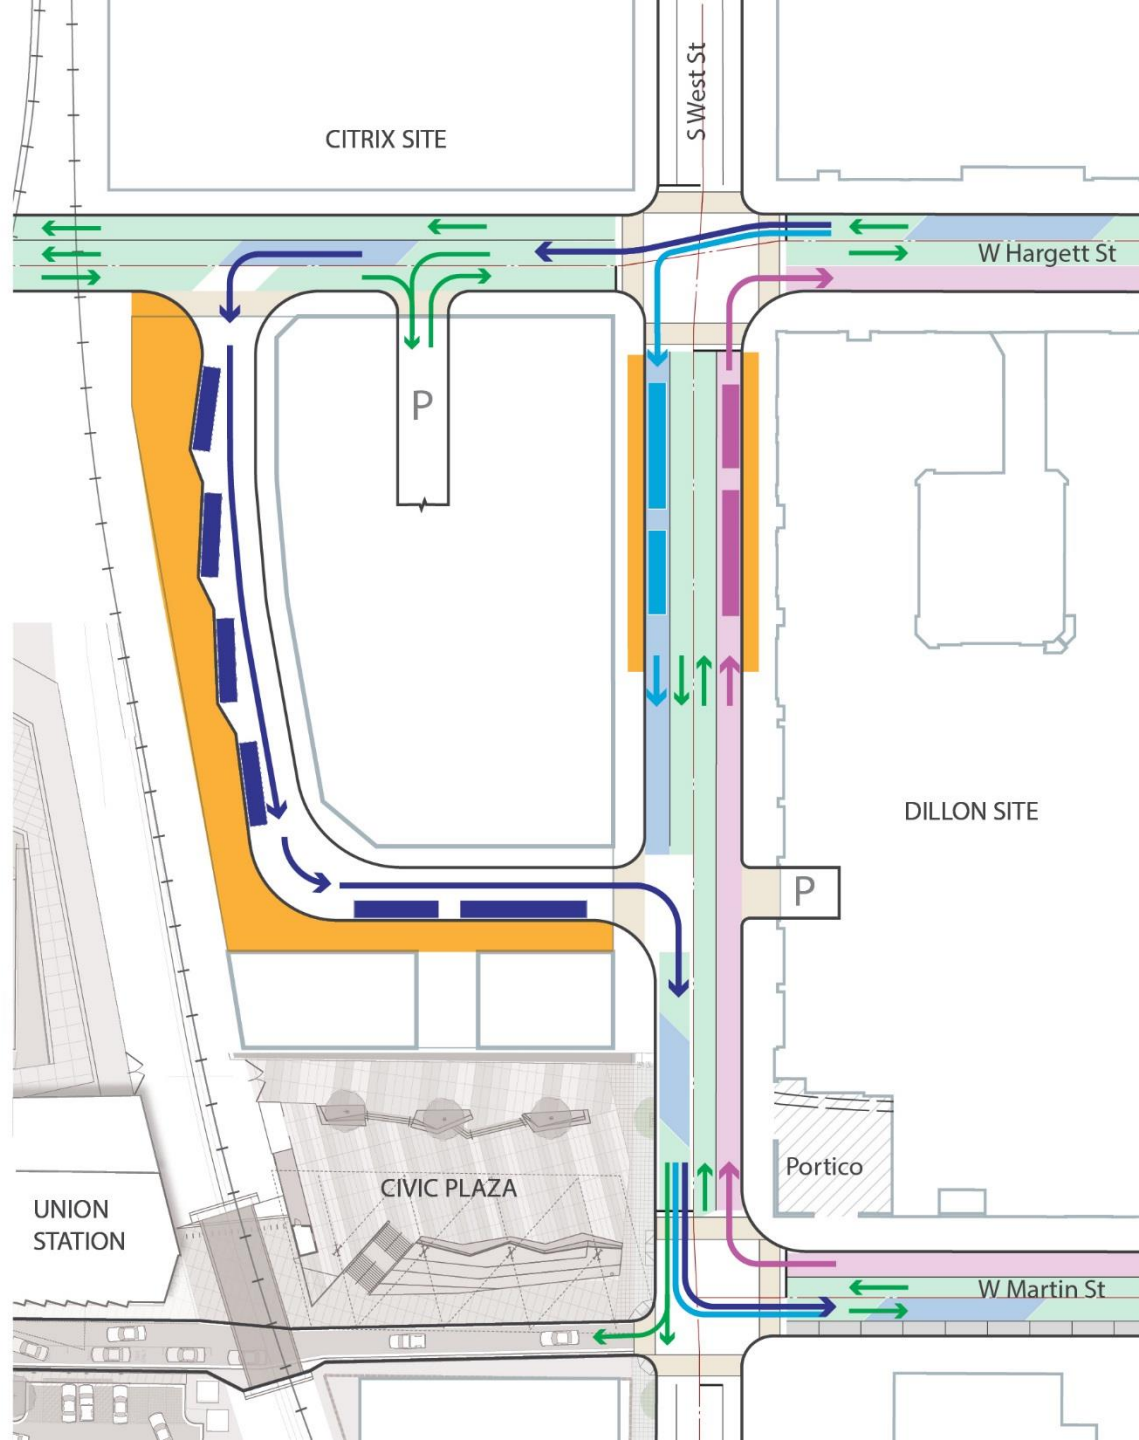 S West St
CITRIX SITE
W Hargett St
P
DILLON SITE
P
Portico
CIVIC PLAZA
UNION
STATION
W Martin St